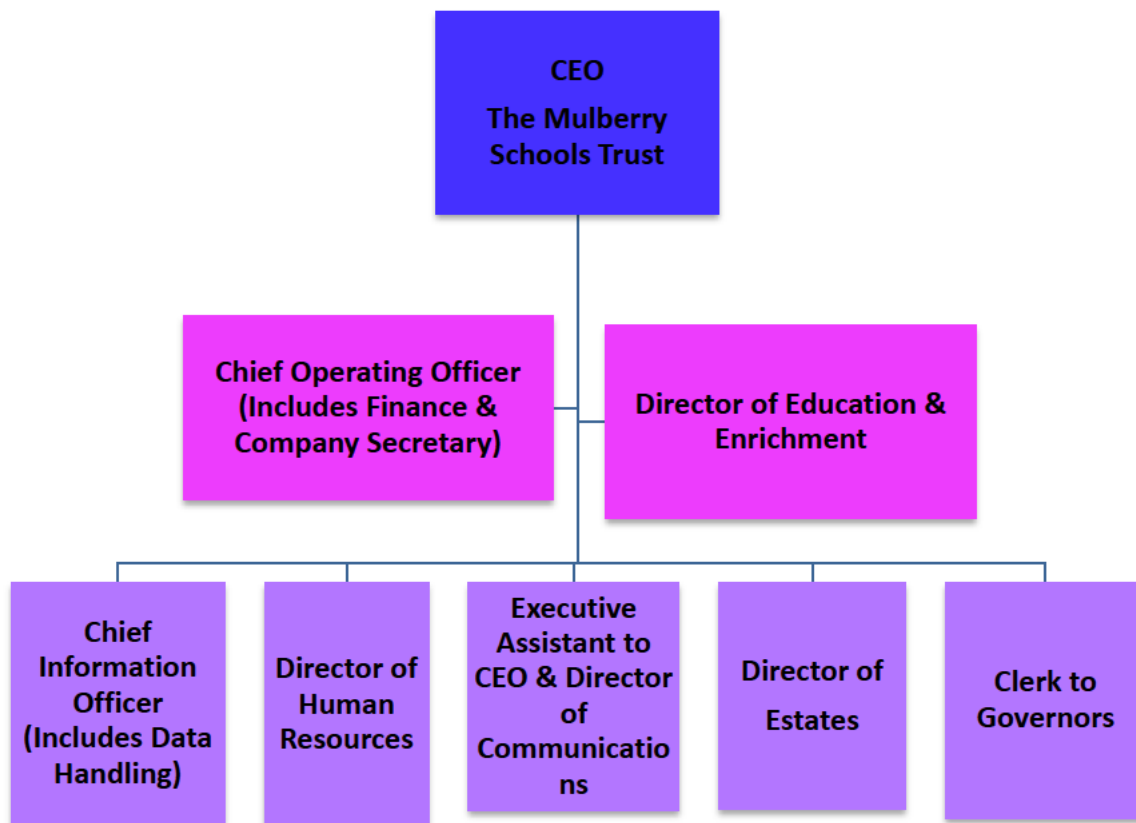 CEO
The Mulberry
Schools Trust
Chief Operating Officer
(Includes Finance &
Company Secretary)
Director of Education &
Enrichment
Chief
Information
Officer
(Includes Data
Handling)
Director of
Human
Resources
Executive
Assistant to
CEO & Director
of
Communicatio
ns
Director of
Estates
Clerk to
Governors